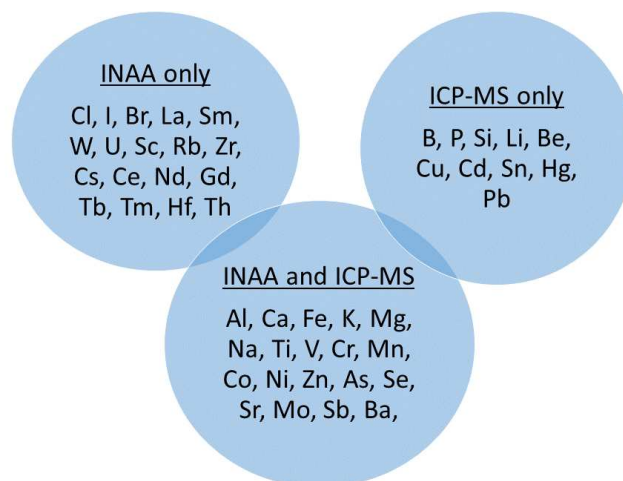 INAA only
Cl, I, Br, La, Sm,
W, U, Sc, Rb, Zr,
Cs, Ce, Nd, Gd,
Tb, Tm, Hf, Th
ICP-MS only
B, P, Si, Li, Be,
Cu, Cd, Sn, Hg,
Pb
INAA and ICP-MS
Al, Ca, Fe, K, Mg,
Na, Ti, V, Cr, Mn,
Co, Ni, Zn, As, Se,
Sr, Mo, Sb, Ba,